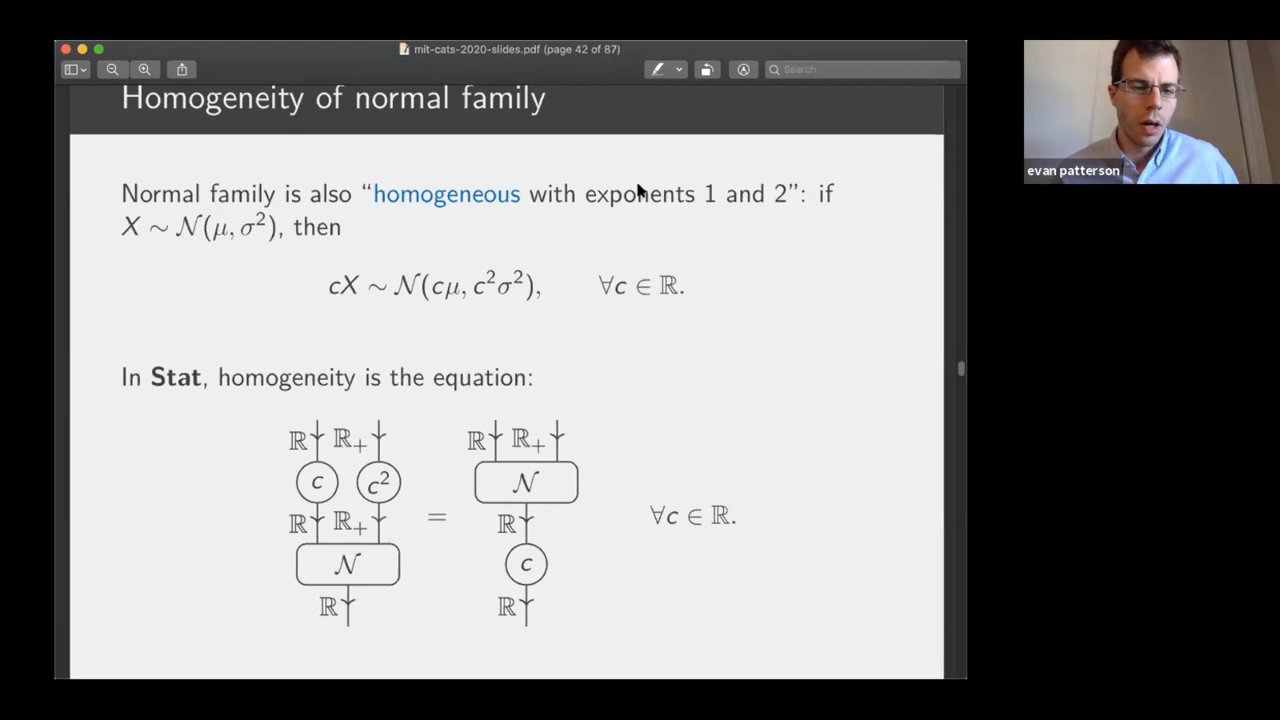 mit-cats-2020-slides.pdf (page 42 of 87)
Search
Homogeneity of normal family
Normal family is also “homogeneous with exponents 1 and 2”: if
X ∼ 𝒩(μ, σ²), then
cX ∼ 𝒩(cμ, c²σ²), ∀c ∈ ℝ.
In Stat, homogeneity is the equation:
ℝ ℝ₊ ℝ ℝ₊
c c² 𝒩
ℝ ℝ₊ = ℝ ∀c ∈ ℝ.
𝒩 c
ℝ ℝ
evan patterson